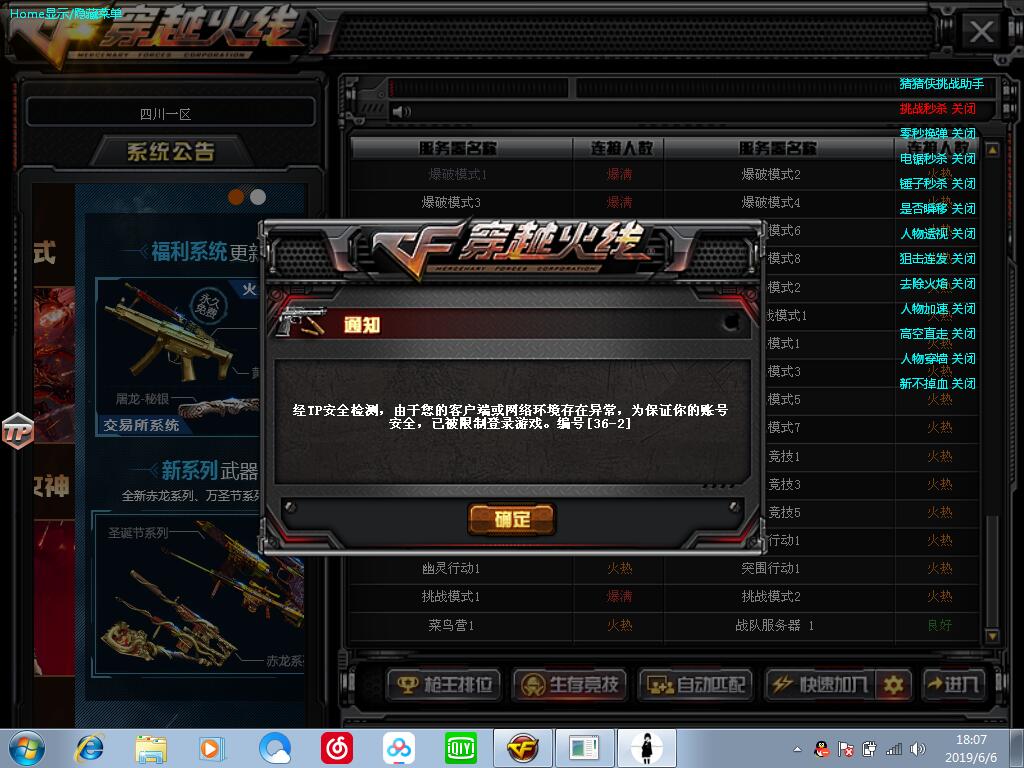 Home显示/隐藏菜单
穿越火线
MERCENARY FORCES CORPORATION
四川一区
系统公告
福利系统更新
永久免费
火
屠龙-秘银
交易所系统
新系列武器
全新赤龙系列、万圣节系列
圣诞节系列
赤龙系列
式
女神
TP
服务器名称 连接人数 服务器名称 连接人数
爆破模式1 爆满 爆破模式2 火热
爆破模式3 爆满 爆破模式4
模式6
模式8
模式2
战模式1
模式1
模式3
模式5 火热
模式7 火热
竞技1 火热
竞技3 火热
竞技5 火热
行动1 火热
幽灵行动1 火热 突围行动1 火热
挑战模式1 爆满 挑战模式2 火热
菜鸟营1 火热 战队服务器 1 良好
猪猪侠挑战助手
挑战秒杀 关闭
零秒换弹 关闭
电锯秒杀 关闭
锤子秒杀 关闭
是否瞬移 关闭
人物透视 关闭
狙击连发 关闭
去除火焰 关闭
人物加速 关闭
高空直走 关闭
人物穿墙 关闭
新不掉血 关闭
CF穿越火线
MERCENARY FORCES CORPORATION
通知
经TP安全检测，由于您的客户端或网络环境存在异常，为保证你的账号
安全，已被限制登录游戏。编号[36-2]
确定
枪王排位 生存竞技 自动匹配 快速加入 进入
QIYI
CF
18:07
2019/6/6